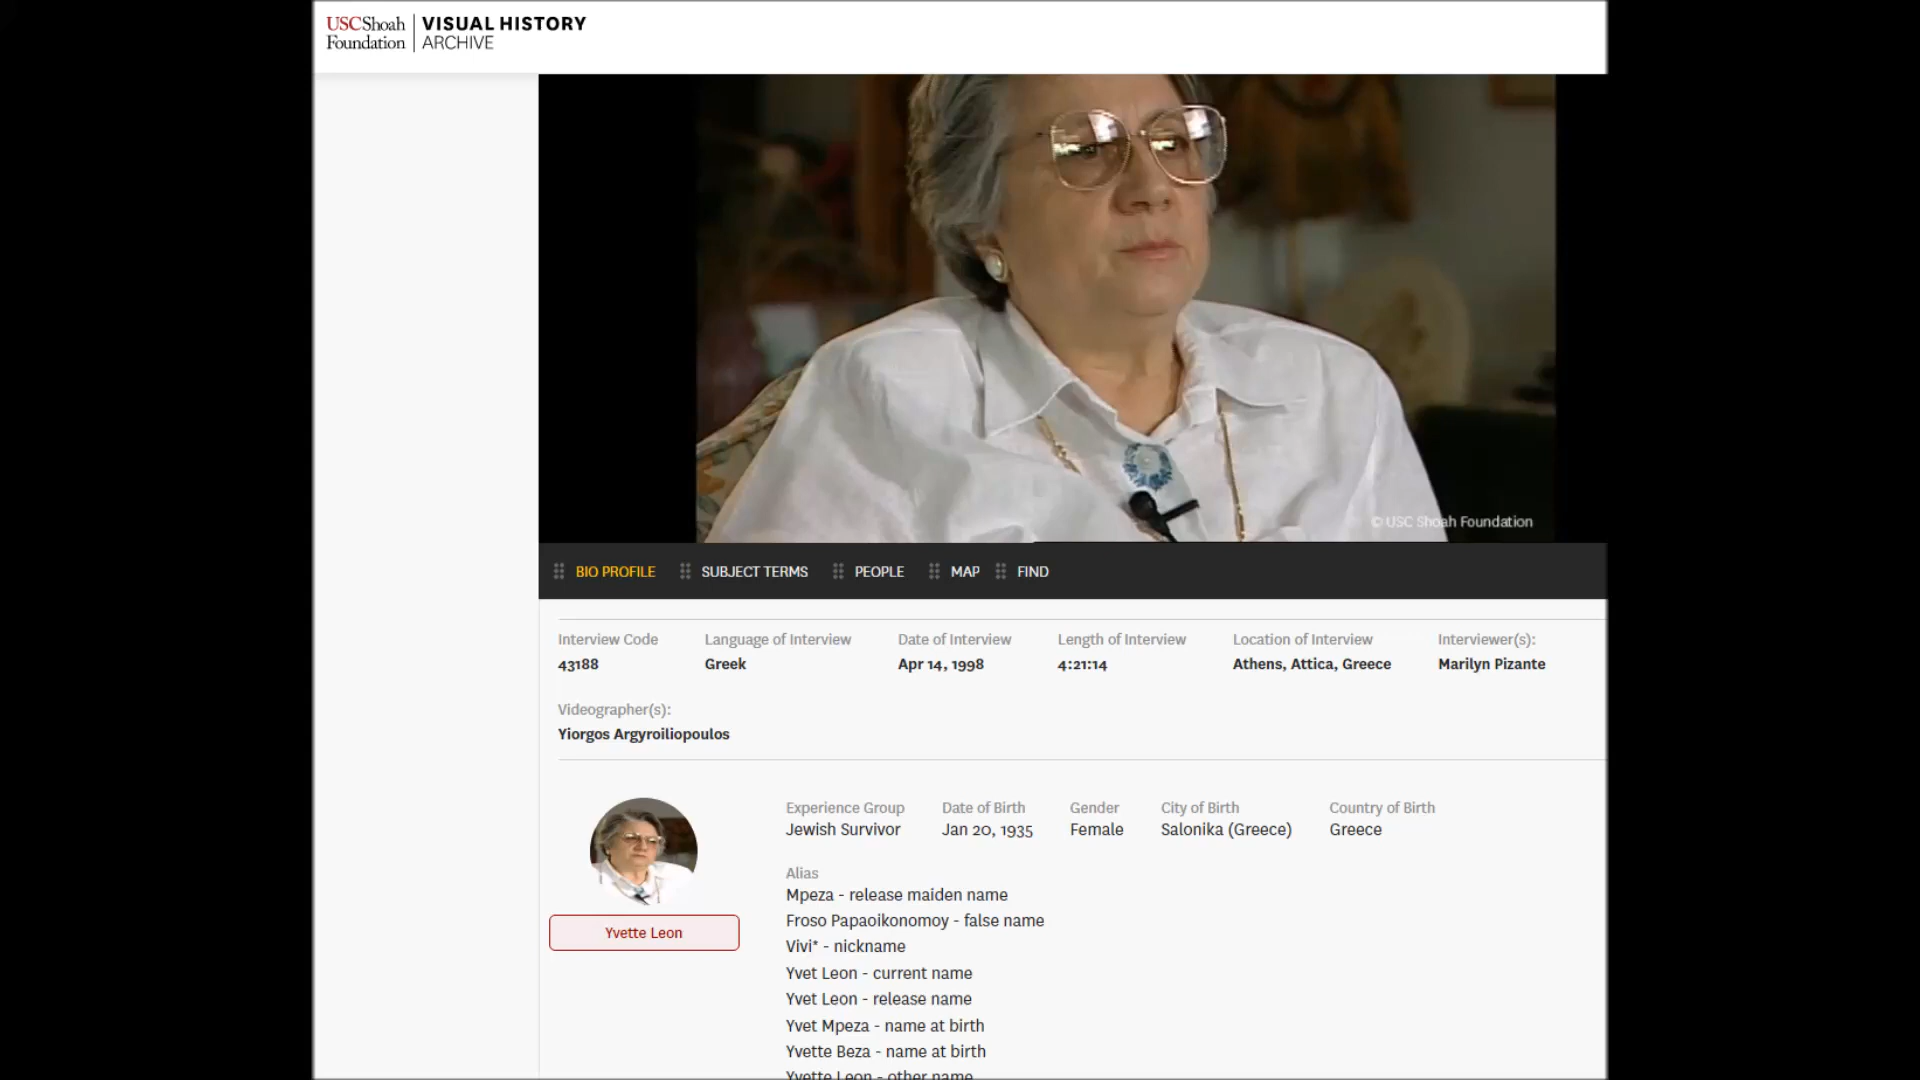 USCShoah Foundation
VISUAL HISTORY
ARCHIVE
© USC Shoah Foundation
BIO PROFILE SUBJECT TERMS PEOPLE MAP FIND
Interview Code Language of Interview Date of Interview Length of Interview Location of Interview Interviewer(s):
43188 Greek Apr 14, 1998 4:21:14 Athens, Attica, Greece Marilyn Pizante
Videographer(s):
Yiorgos Argyroiliopoulos
Experience Group Date of Birth Gender City of Birth Country of Birth
Jewish Survivor Jan 20, 1935 Female Salonika (Greece) Greece
Yvette Leon
Alias
Mpeza - release maiden name
Froso Papaoikonomoy - false name
Vivi* - nickname
Yvet Leon - current name
Yvet Leon - release name
Yvet Mpeza - name at birth
Yvette Beza - name at birth
Yvette Leon - other name